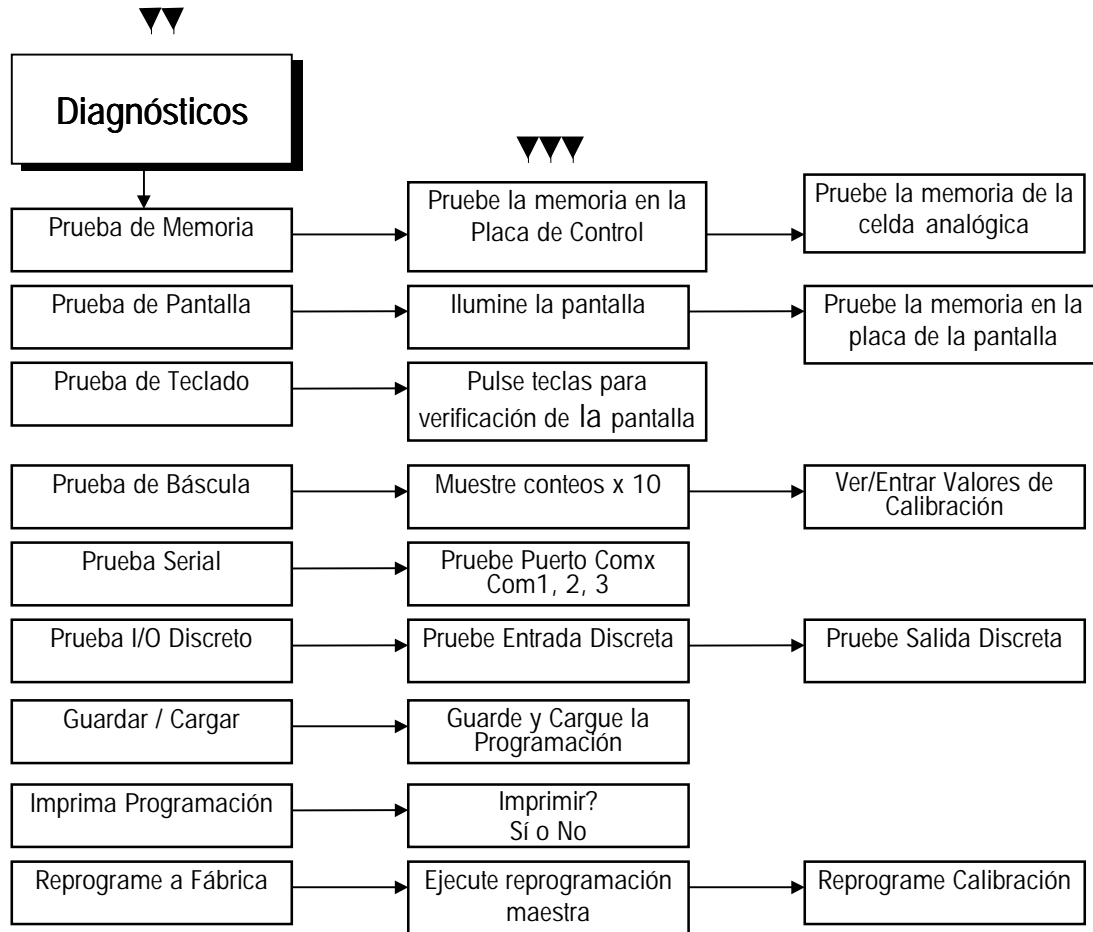 Diagnósticos
Prueba de Memoria
Pruebe la memoria en la
Placa de Control
Pruebe la memoria de la
celda analógica
Prueba de Pantalla
Ilumine la pantalla
Pruebe la memoria en la
placa de la pantalla
Prueba de Teclado
Pulse teclas para
verificación de la pantalla
Prueba de Báscula
Muestre conteos x 10
Ver/Entrar Valores de
Calibración
Prueba Serial
Pruebe Puerto Comx
Com1, 2, 3
Prueba I/O Discreto
Pruebe Entrada Discreta
Pruebe Salida Discreta
Guardar / Cargar
Guarde y Cargue la
Programación
Imprima Programación
Imprimir?
Sí o No
Reprograme a Fábrica
Ejecute reprogramación
maestra
Reprograme Calibración